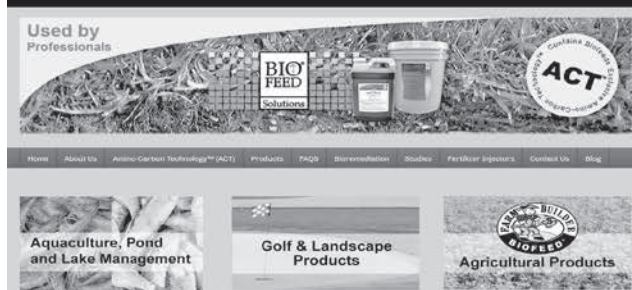 Used by
Professionals
BIO
FEED
Solutions
Contains Biofeeds Exclusive Amino-Carbon Technology™
ACT
Home About Us Amino-Carbon Technology™ (ACT) Products FAQS Bioremediation Studies Fertilizer Injectors Contact Us Blog
Aquaculture, Pond
and Lake Management
Golf & Landscape
Products
FARM BUILDER
BIOFEED
Agricultural Products